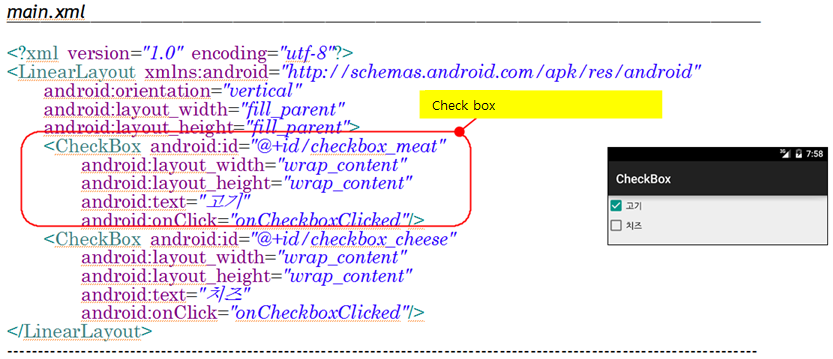 main.xml
<?xml version="1.0" encoding="utf-8"?>
<LinearLayout xmlns:android="http://schemas.android.com/apk/res/android"
android:orientation="vertical"
android:layout_width="fill_parent"
android:layout_height="fill_parent">
<CheckBox android:id="@+id/checkbox_meat"
android:layout_width="wrap_content"
android:layout_height="wrap_content"
android:text="고기"
android:onClick="onCheckboxClicked"/>
<CheckBox android:id="@+id/checkbox_cheese"
android:layout_width="wrap_content"
android:layout_height="wrap_content"
android:text="치즈"
android:onClick="onCheckboxClicked"/>
</LinearLayout>
Check box
3G 7:58
CheckBox
고기
치즈